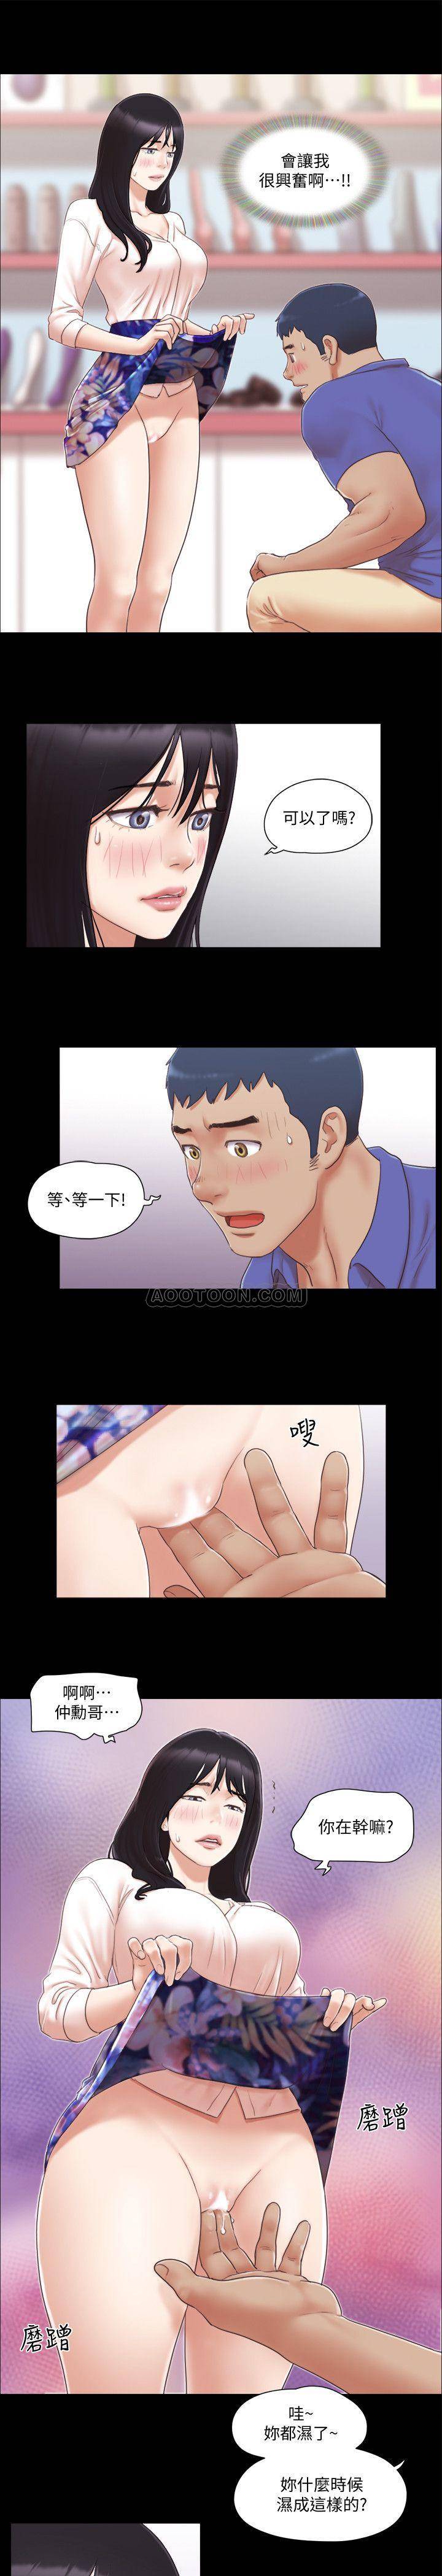 會讓我
很興奮啊…!!
可以了嗎?
等、等一下!
AOOTOON.COM
嗖
啊啊…
仲勳哥…
你在幹嘛?
磨蹭
磨蹭
哇~
妳都濕了~
妳什麼時候
濕成這樣的?